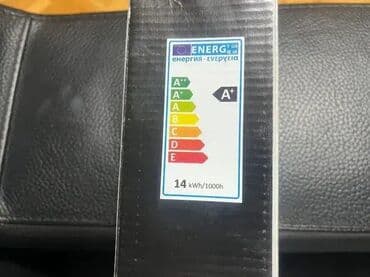 ENERG
енергия · ενεργεια
A++
A+
A
B
C
D
E
A+
14 kWh/1000h